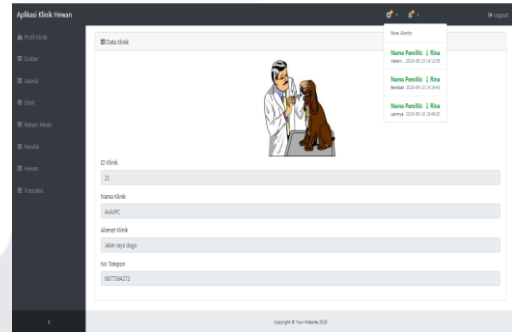 Aplikasi Klinik Hewan
Logout
Profil Klinik
Dokter
Jadwal
Obat
Rekam Medis
Pemilik
Hewan
Transaksi
Data Klinik
New Alerts:
Nama Pemilik: Rina
Nama Pemilik: Rina
Nama Pemilik: Rina
ID Klinik
21
Nama Klinik
Alamat Klinik
Jalan raya dago
No Telepon
0877584272
Copyright © Your Website 2018